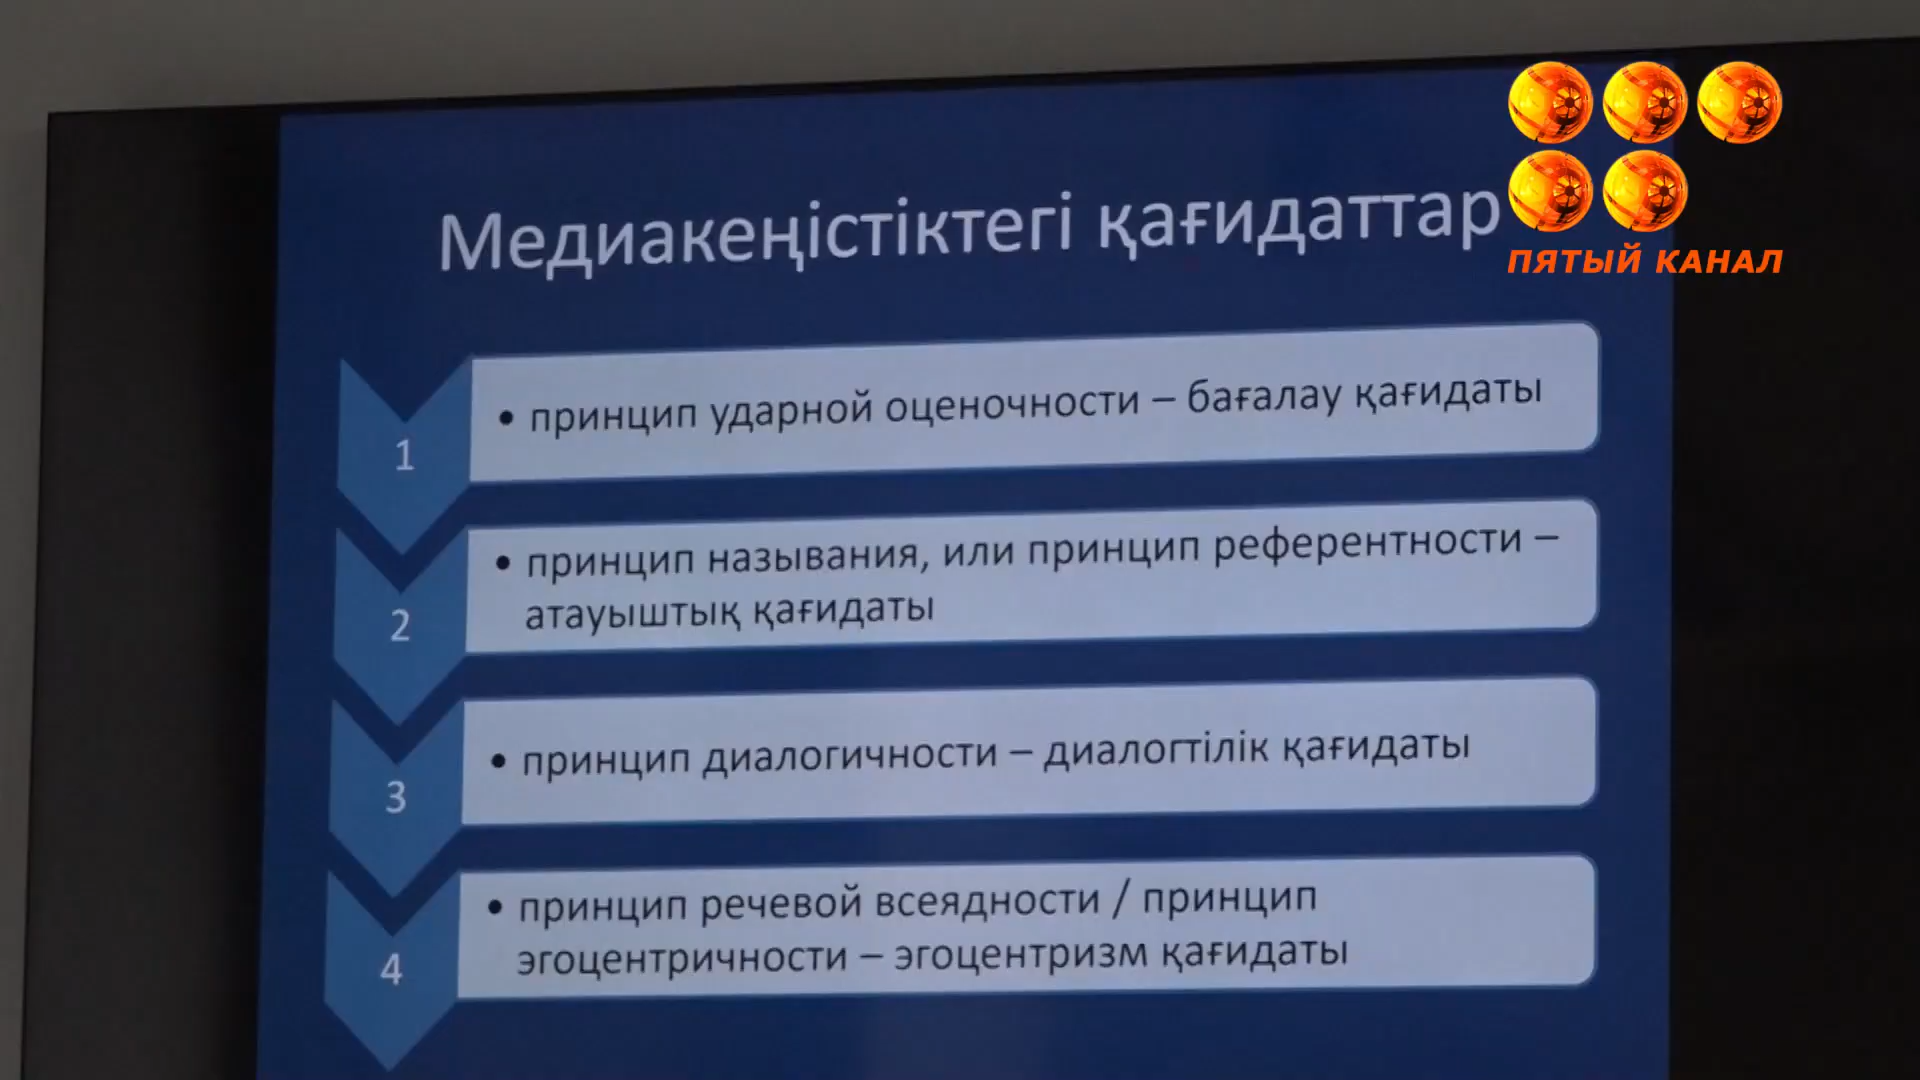 Медиакеңістіктегі қағидаттар
ПЯТЫЙ КАНАЛ
1
• принцип ударной оценочности – бағалау қағидаты
2
• принцип называния, или принцип референтности –
атауыштық қағидаты
3
• принцип диалогичности – диалогтілік қағидаты
4
• принцип речевой всеядности / принцип
эгоцентричности – эгоцентризм қағидаты